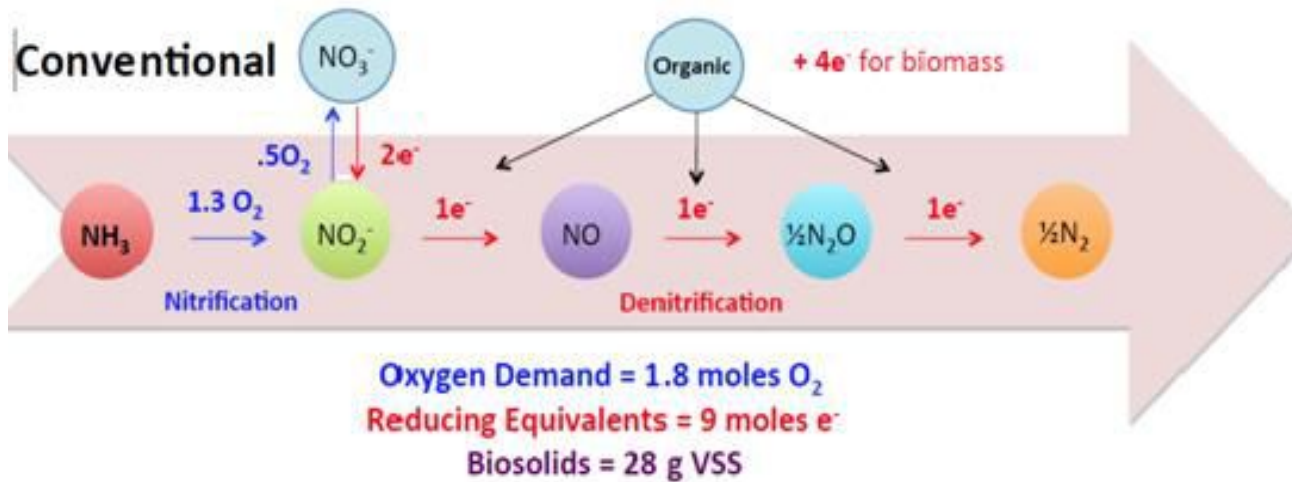 Conventional
NO₃⁻
Organic
+ 4e⁻ for biomass
.5O₂
2e⁻
1.3 O₂
1e⁻
1e⁻
1e⁻
NH₃
NO₂⁻
NO
½N₂O
½N₂
Nitrification
Denitrification
Oxygen Demand = 1.8 moles O₂
Reducing Equivalents = 9 moles e⁻
Biosolids = 28 g VSS